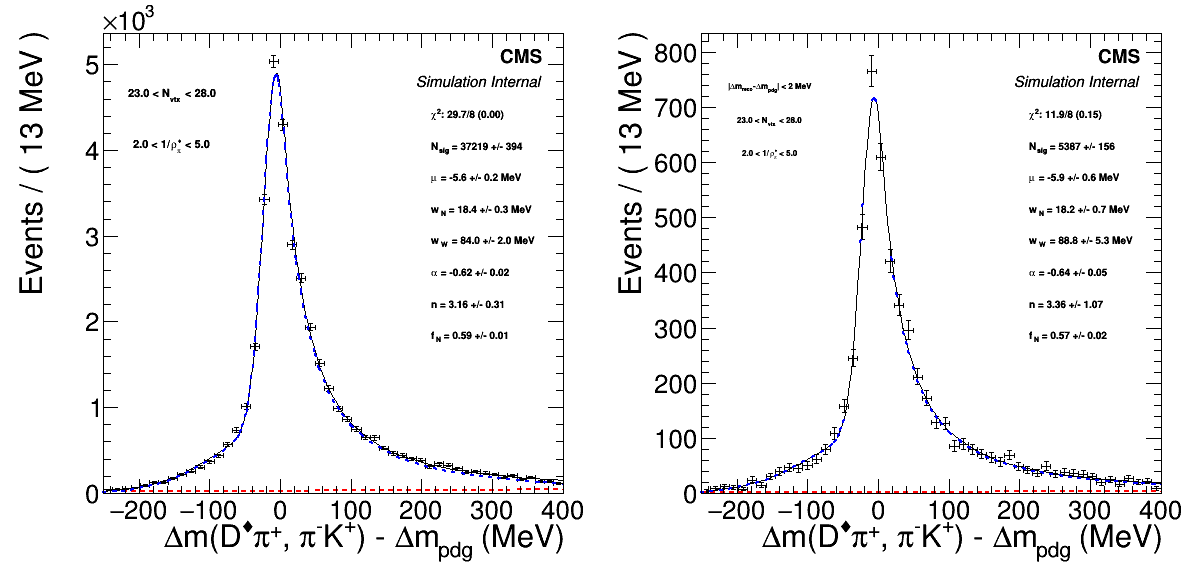 ×10³
Events / ( 13 MeV )
5
4
3
2
1
0
−200 −100 0 100 200 300 400
Δm(D♦π⁺, π⁻K⁺) - Δm_pdg (MeV)
CMS
Simulation Internal
23.0 < N_vtx < 28.0
2.0 < 1/ρ_π^♦ < 5.0
χ²: 29.7/8 (0.00)
N_sig = 37219 +/- 394
μ = -5.6 +/- 0.2 MeV
w_N = 18.4 +/- 0.3 MeV
w_W = 84.0 +/- 2.0 MeV
α = -0.62 +/- 0.02
n = 3.16 +/- 0.31
f_N = 0.59 +/- 0.01
Events / ( 13 MeV )
800
700
600
500
400
300
200
100
0
−200 −100 0 100 200 300 400
Δm(D♦π⁺, π⁻K⁺) - Δm_pdg (MeV)
CMS
Simulation Internal
|Δm_reco-Δm_pdg| < 2 MeV
23.0 < N_vtx < 28.0
2.0 < 1/ρ_π^♦ < 5.0
χ²: 11.9/8 (0.15)
N_sig = 5387 +/- 156
μ = -5.9 +/- 0.6 MeV
w_N = 18.2 +/- 0.7 MeV
w_W = 88.8 +/- 5.3 MeV
α = -0.64 +/- 0.05
n = 3.36 +/- 1.07
f_N = 0.57 +/- 0.02